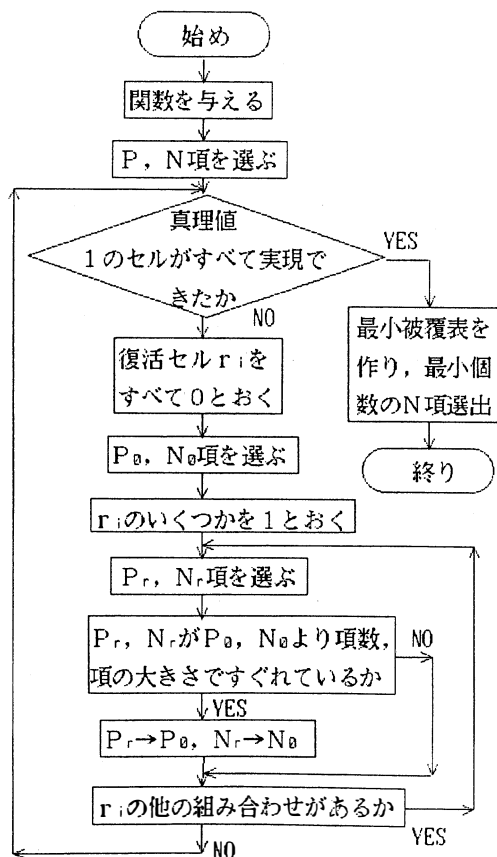 始め
関数を与える
P，N項を選ぶ
真理値
1のセルがすべて実現で
きたか
YES
NO
最小被覆表を
作り，最小個
数のN項選出
終り
復活セルｒᵢを
すべて0とおく
P₀，N₀項を選ぶ
ｒᵢのいくつかを1とおく
Pᵣ，Nᵣ項を選ぶ
Pᵣ，NᵣがP₀，N₀より項数，
項の大きさですぐれているか
NO
YES
Pᵣ→P₀，Nᵣ→N₀
ｒᵢの他の組み合わせがあるか
YES
NO